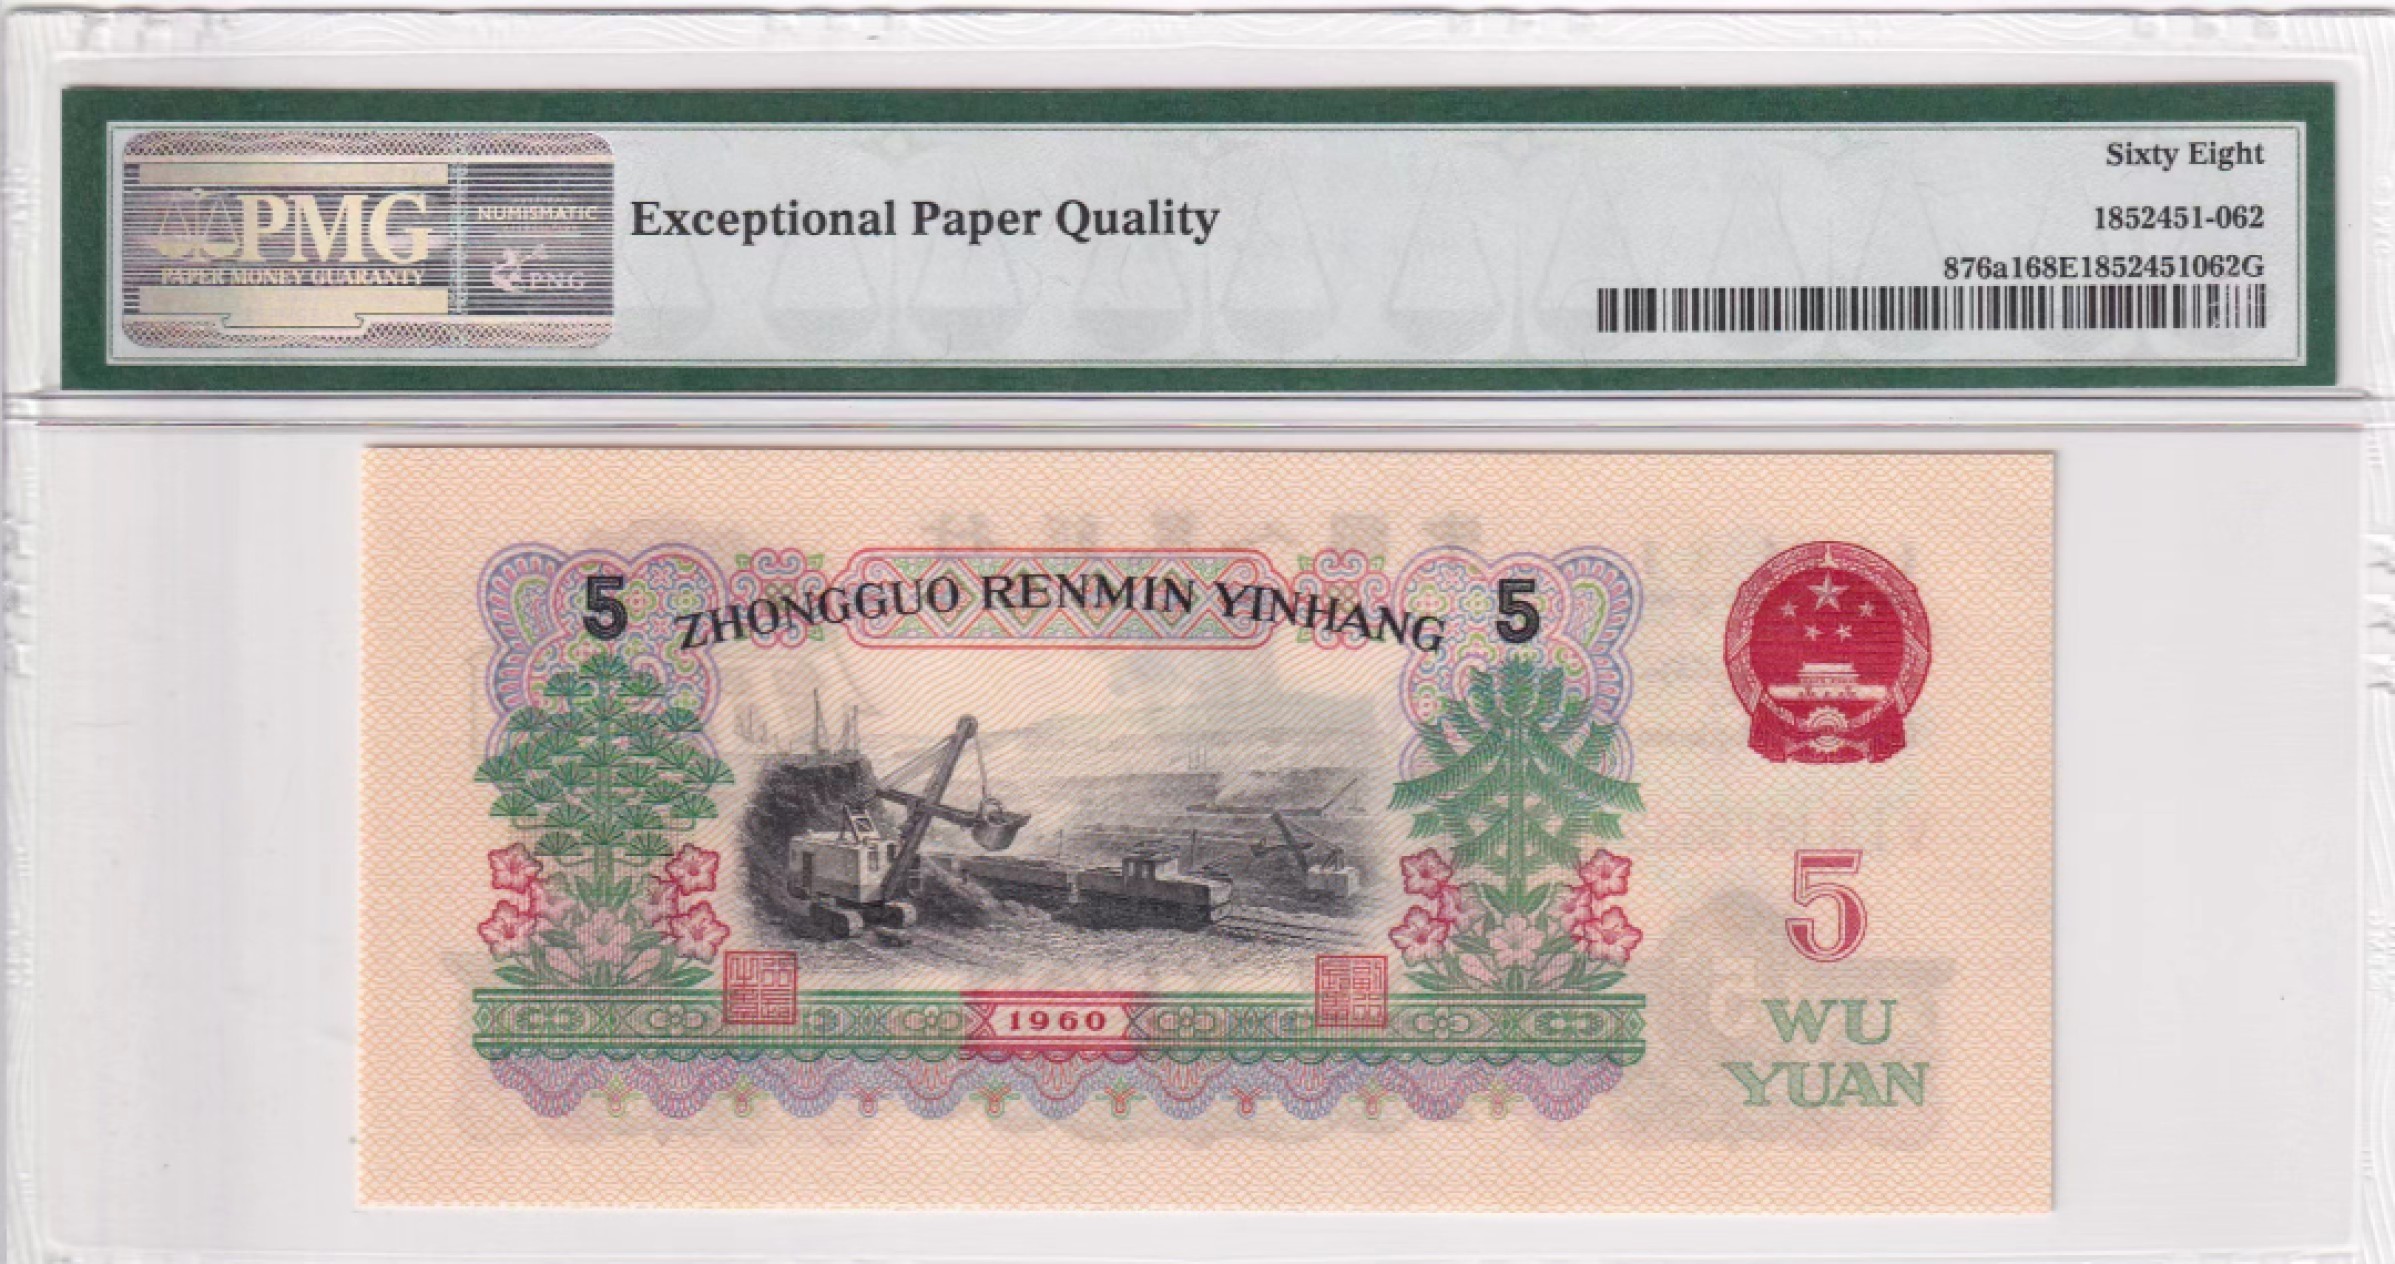 Sixty Eight
PMG
NUMISMATIC
Exceptional Paper Quality
1852451-062
PAPER MONEY GUARANTY
PNG
876a168E1852451062G
5 ZHONGGUO RENMIN YINHANG 5
5
1960
WU
YUAN